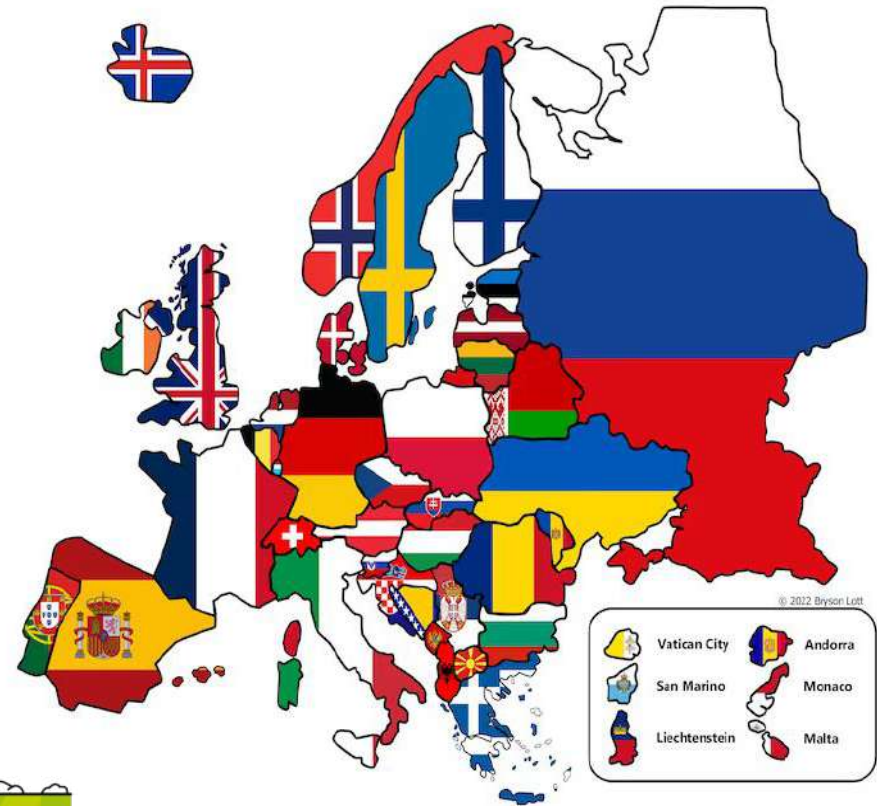 © 2022 Bryson Lott
Vatican City
Andorra
San Marino
Monaco
Liechtenstein
Malta